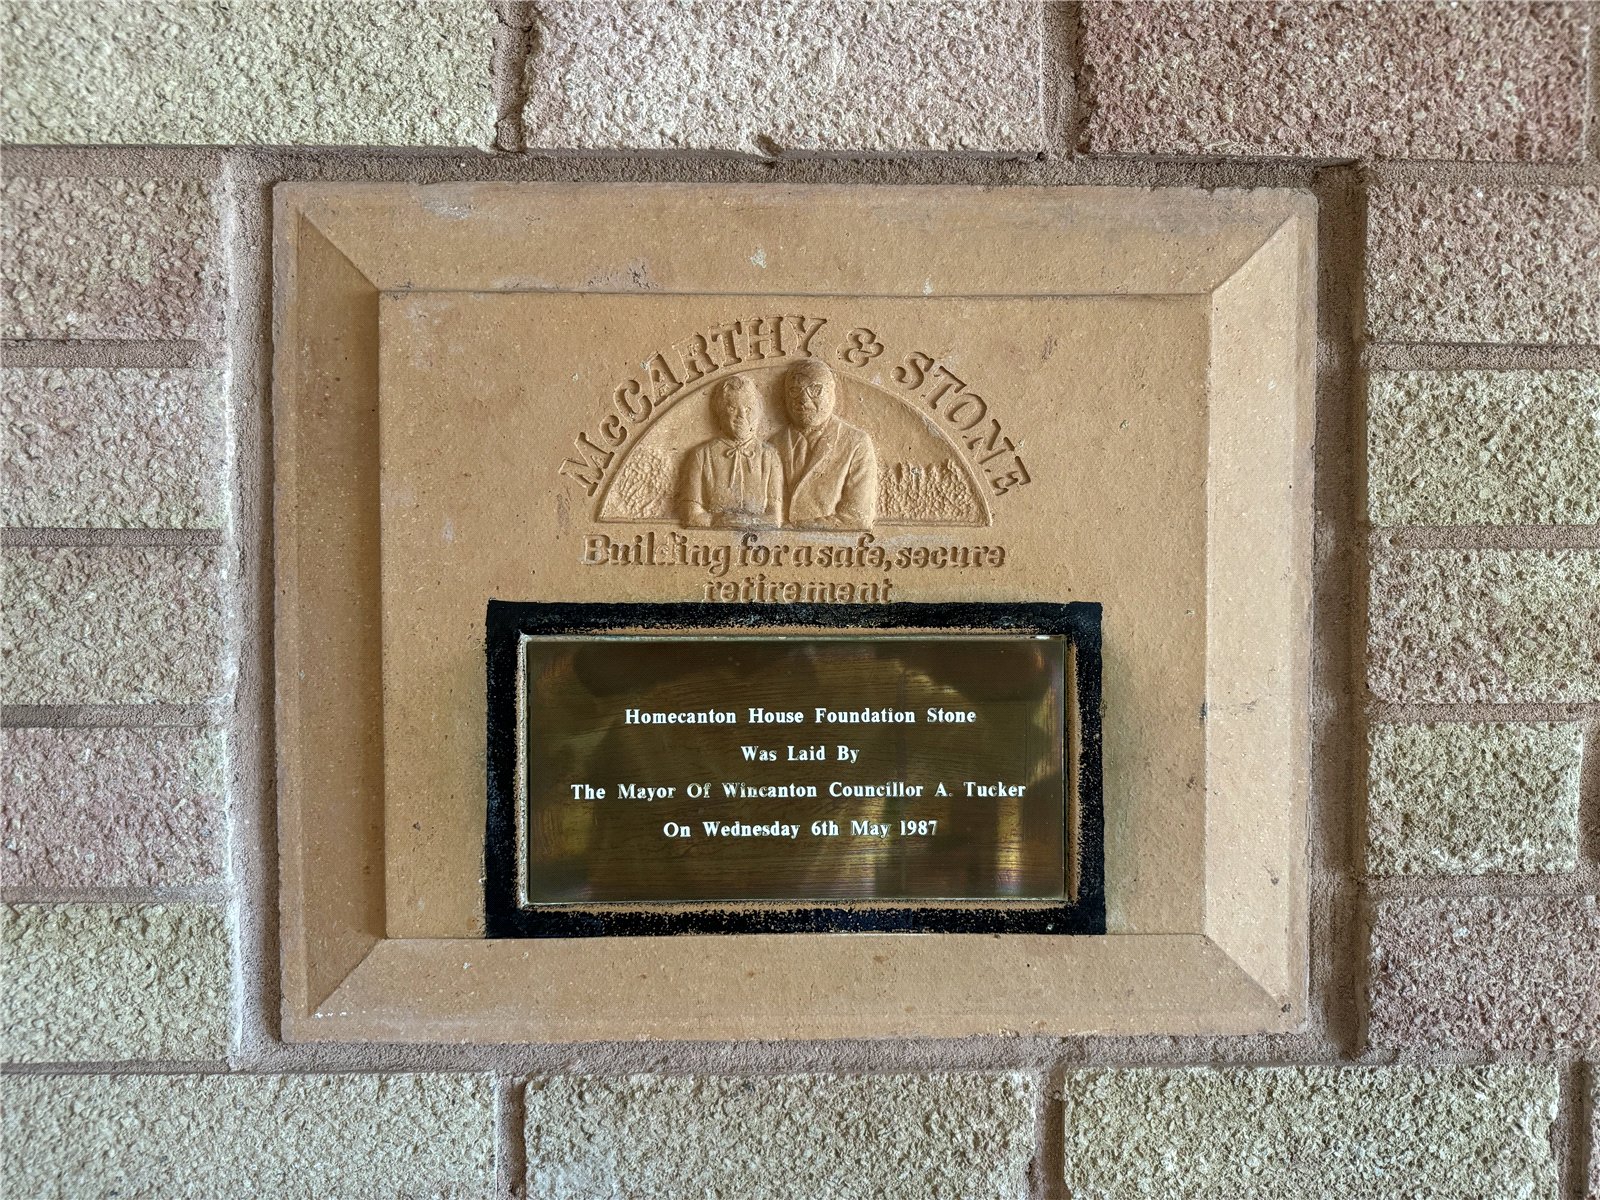 McCARTHY & STONE
Building for a safe, secure
retirement
Homecanton House Foundation Stone
Was Laid By
The Mayor Of Wincanton Councillor A. Tucker
On Wednesday 6th May 1987